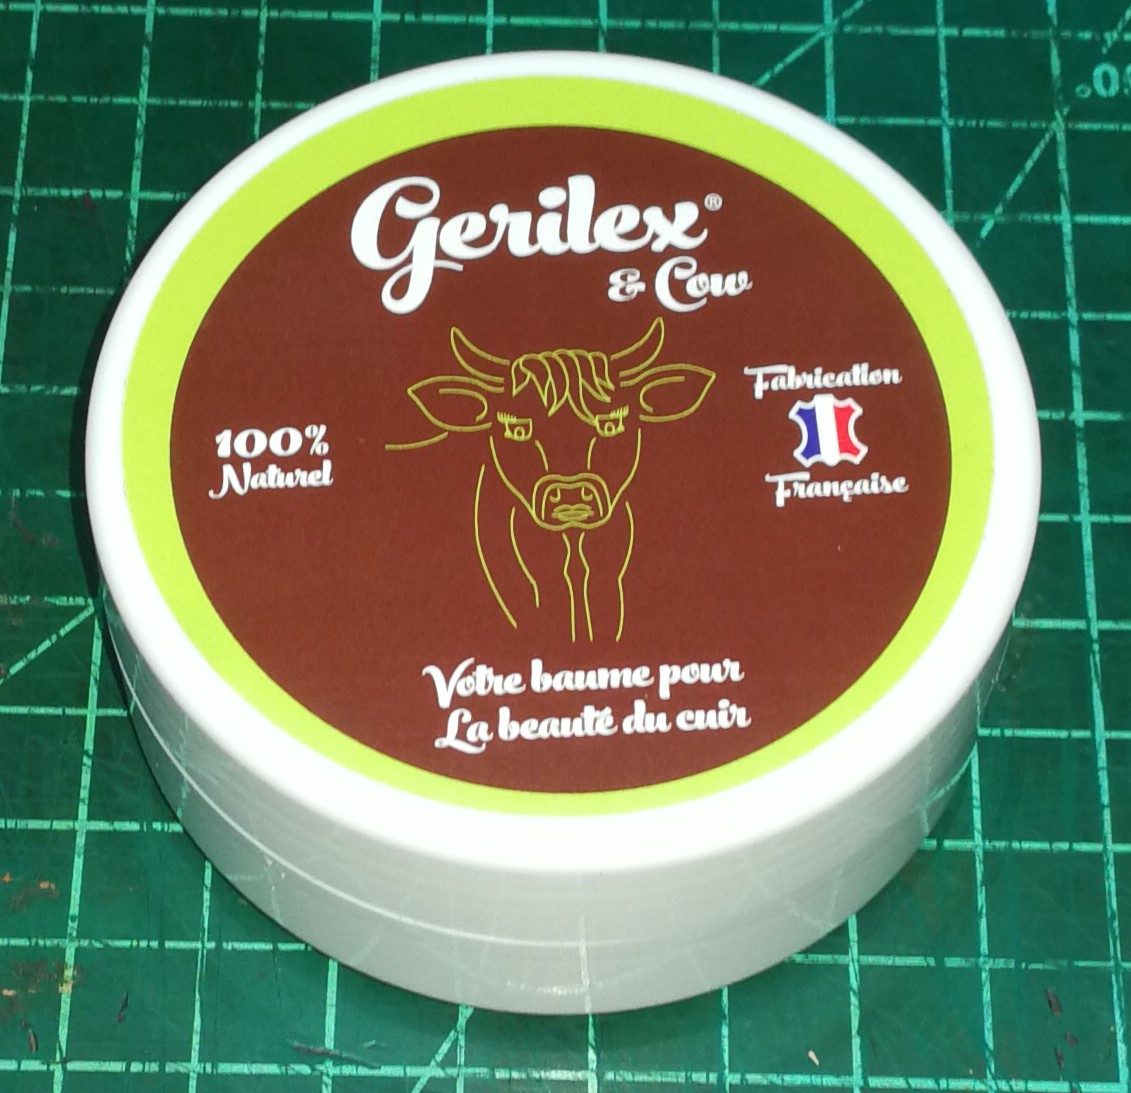 Gerilex®
& Cow
100%
Naturel
Fabrication
Française
Votre baume pour
La beauté du cuir